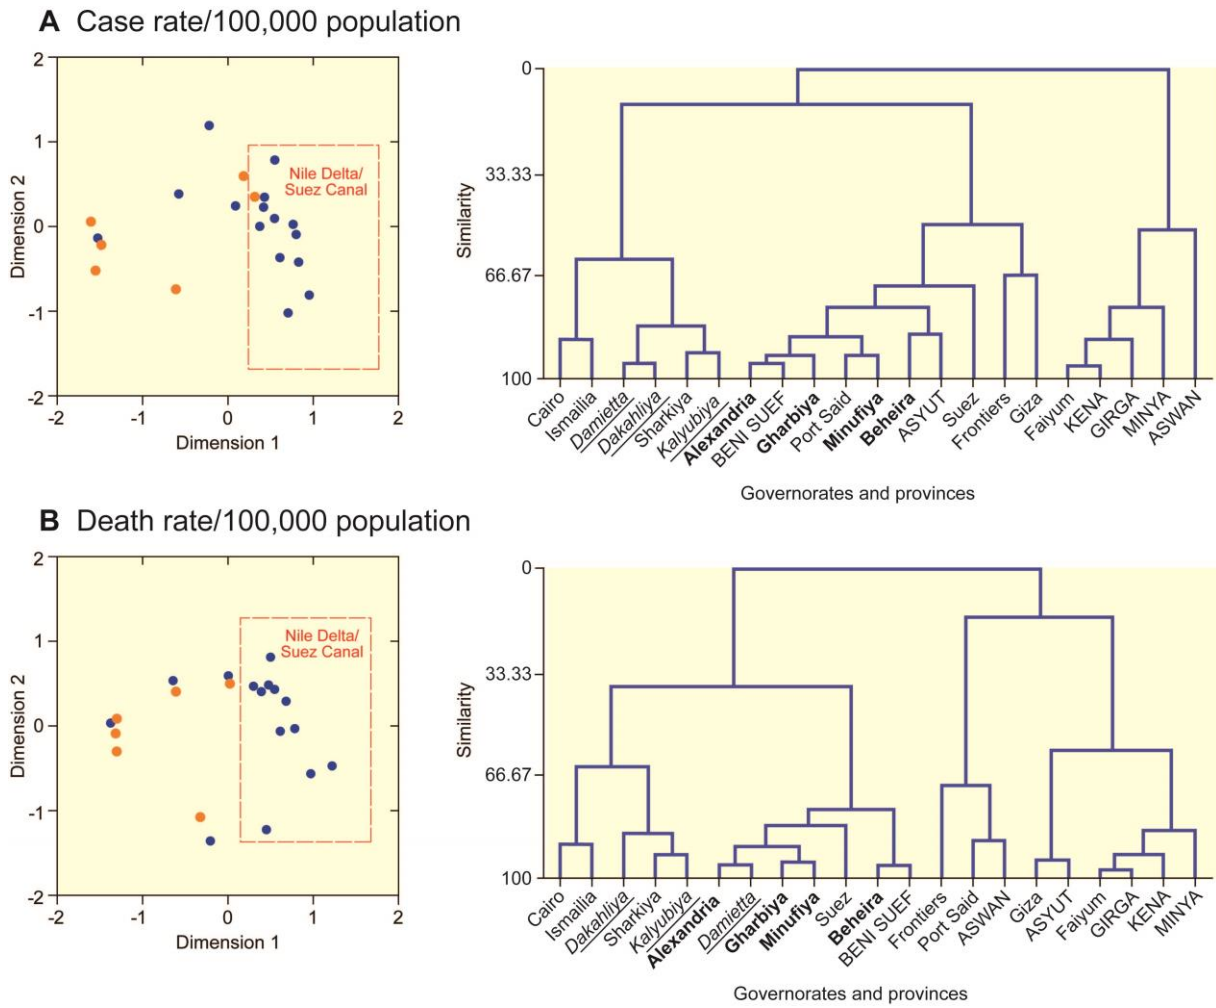 A Case rate/100,000 population
2
1
0
-1
-2
-2
-1
0
1
2
Dimension 2
Dimension 1
Nile Delta/
Suez Canal
0
33.33
66.67
100
Similarity
Cairo
Ismailia
Damietta
Dakahliya
Sharkiya
Kalyubiya
Alexandria
BENI SUEF
Gharbiya
Port Said
Minufiya
Beheira
ASYUT
Suez
Frontiers
Giza
Faiyum
KENA
GIRGA
MINYA
ASWAN
Governorates and provinces
B Death rate/100,000 population
2
1
0
-1
-2
-2
-1
0
1
2
Dimension 2
Dimension 1
Nile Delta/
Suez Canal
0
33.33
66.67
100
Similarity
Cairo
Ismailia
Dakahliya
Sharkiya
Kalyubiya
Alexandria
Damietta
Gharbiya
Minufiya
Suez
Beheira
BENI SUEF
Frontiers
Port Said
ASWAN
Giza
ASYUT
Faiyum
GIRGA
KENA
MINYA
Governorates and provinces